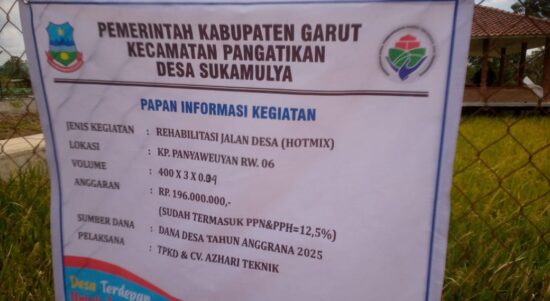 PEMERINTAH KABUPATEN GARUT
KECAMATAN PANGATIKAN
DESA SUKAMULYA
PAPAN INFORMASI KEGIATAN
JENIS KEGIATAN : REHABILITASI JALAN DESA (HOTMIX)
LOKASI : KP. PANYAWEUYAN RW. 06
VOLUME : 400 X 3 X 0.04
ANGGARAN : RP. 196.000.000,-
(SUDAH TERMASUK PPN&PPH=12,5%)
SUMBER DANA : DANA DESA TAHUN ANGGRANA 2025
PELAKSANA : TPKD & CV. AZHARI TEKNIK
Desa Terdepan